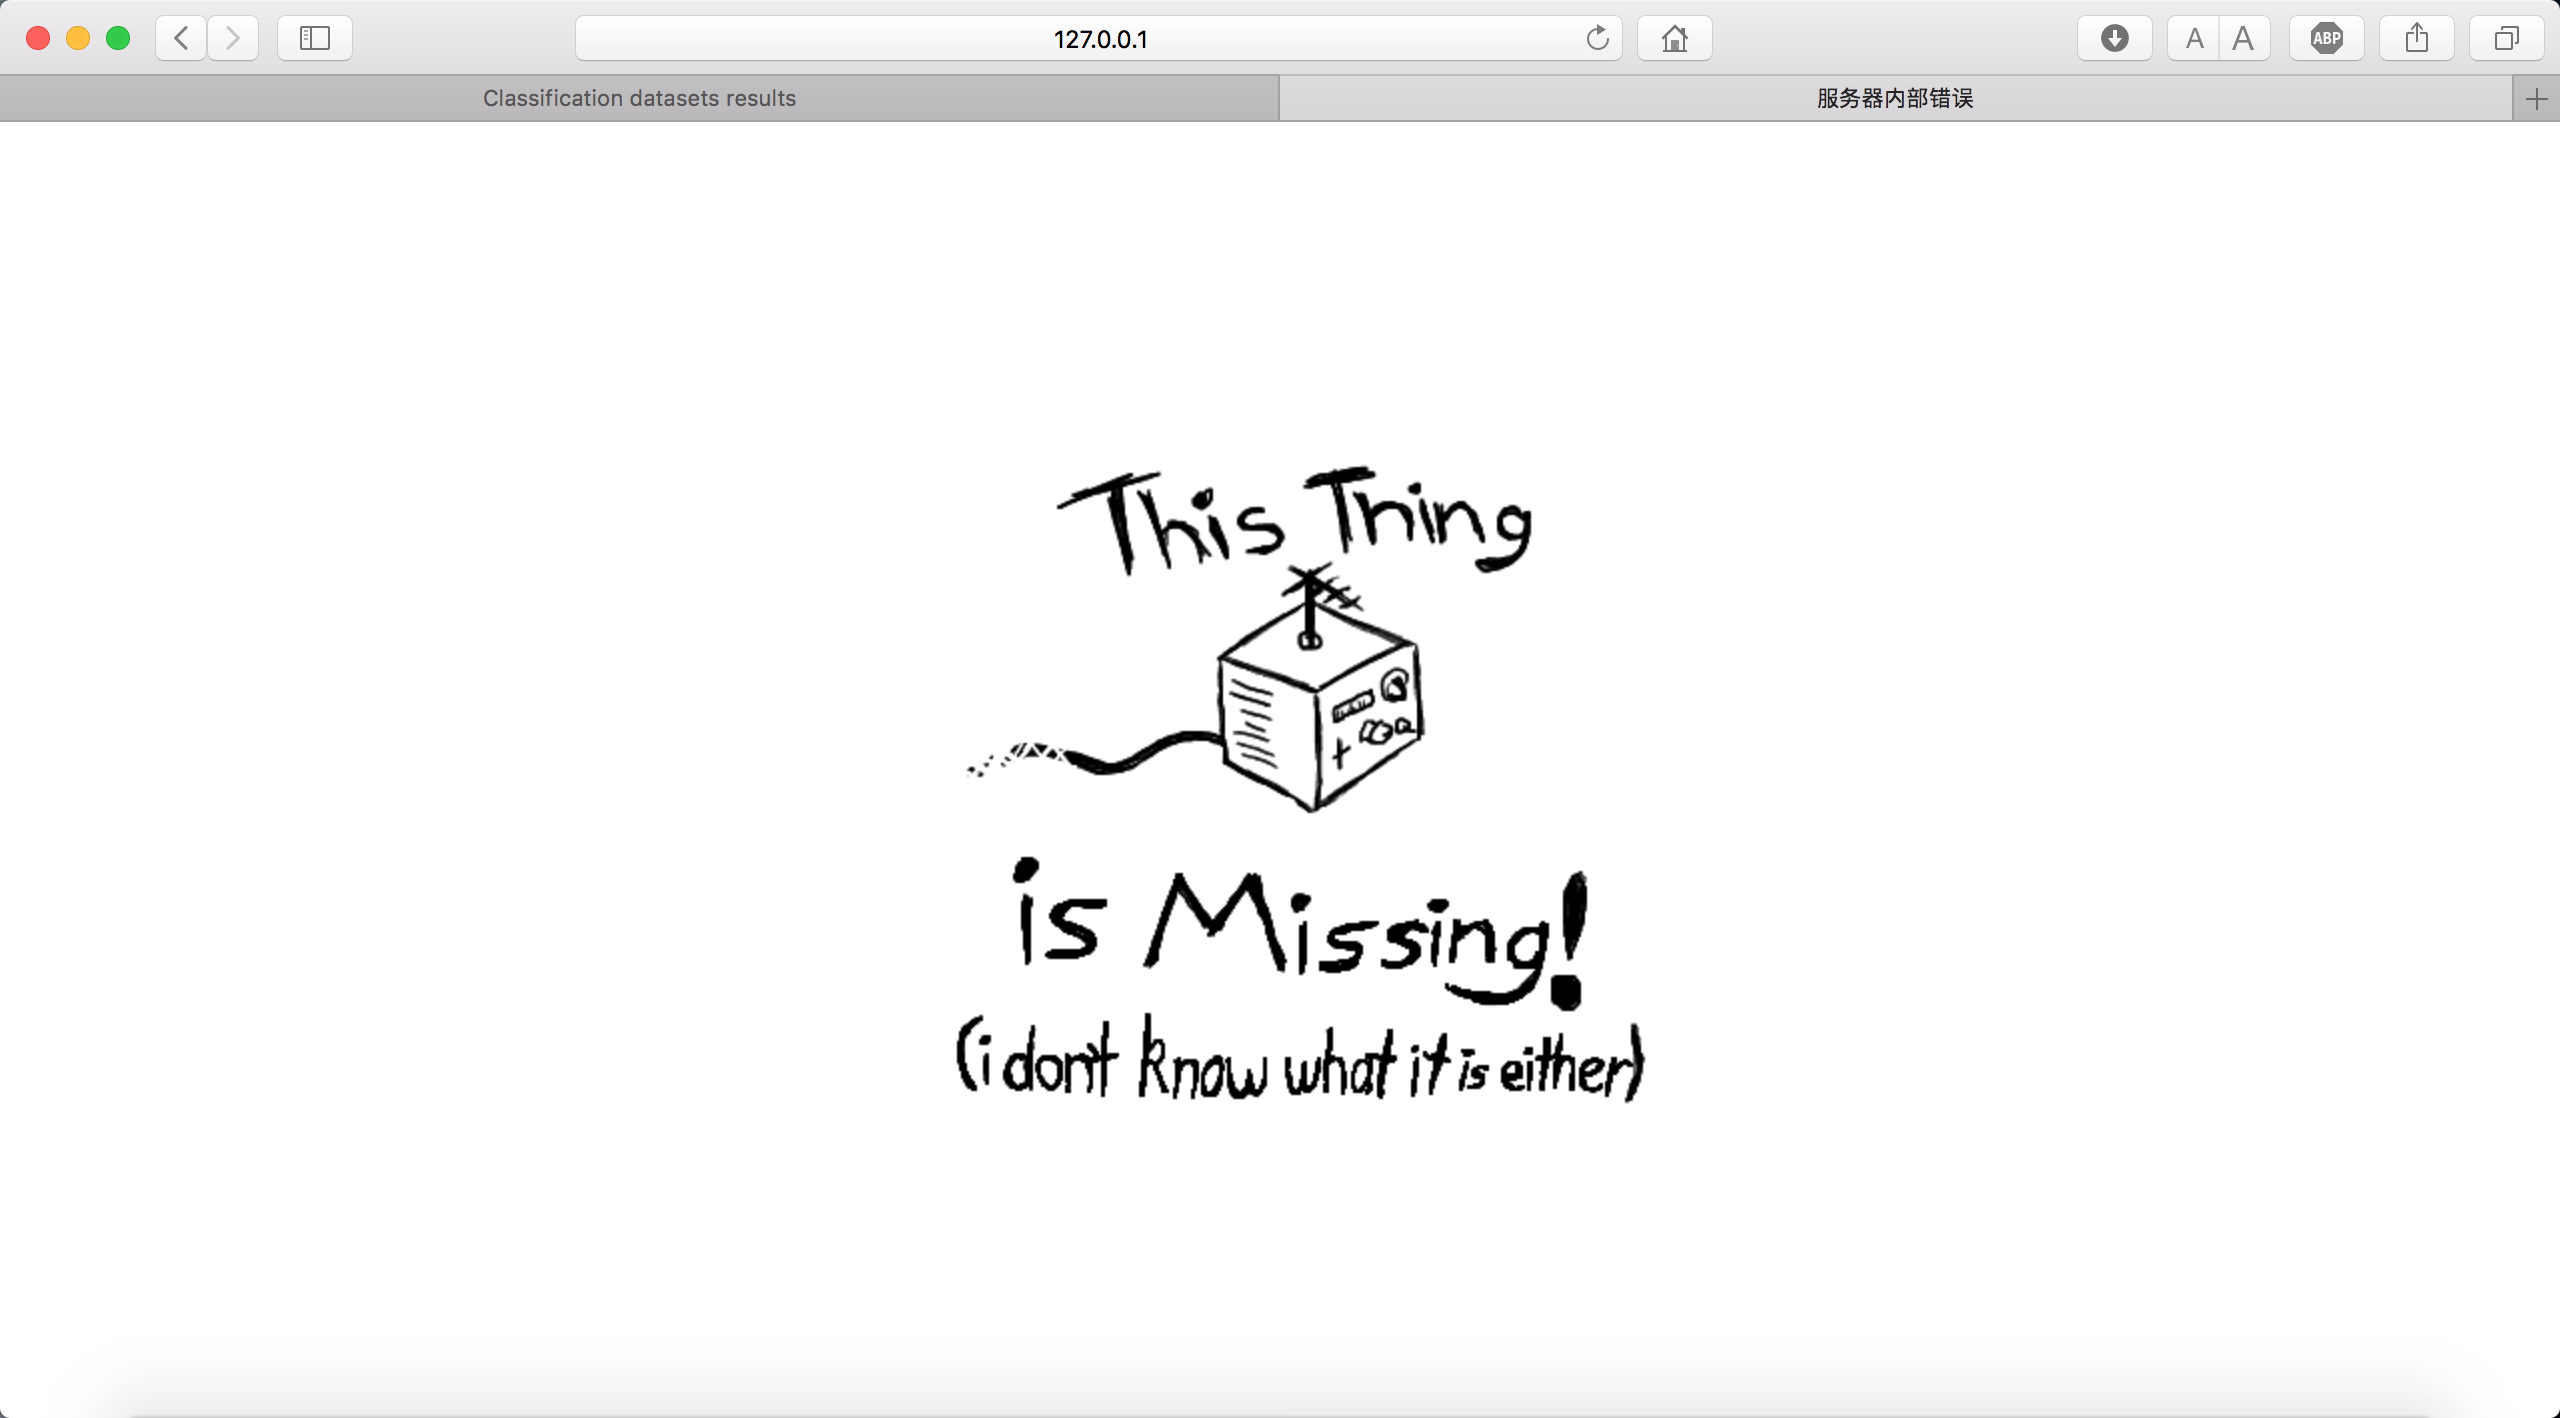 127.0.0.1
A A
ABP
Classification datasets results
服务器内部错误
This Thing
is Missing!
(i don't know what it is either)